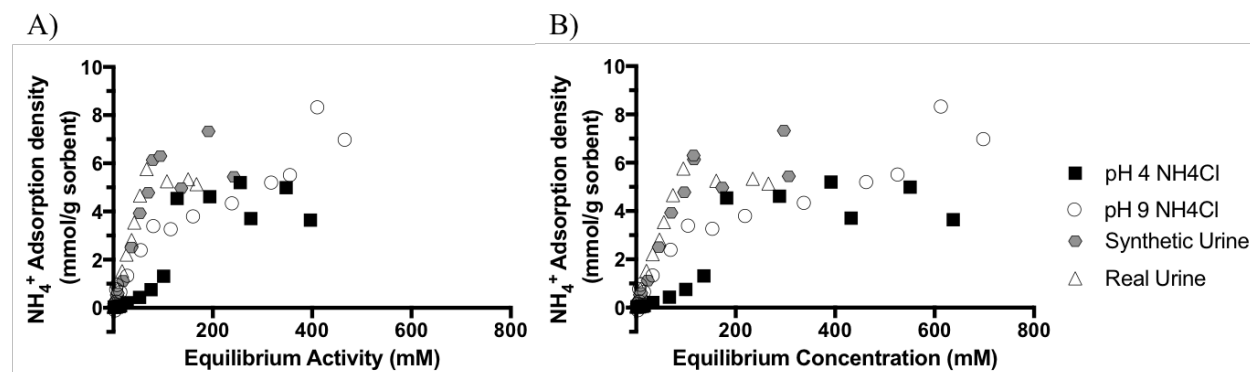 A)
B)
NH₄⁺ Adsorption density
(mmol/g sorbent)
10
8
6
4
2
0
0
200
400
600
800
Equilibrium Activity (mM)
NH₄⁺ Adsorption density
(mmol/g sorbent)
10
8
6
4
2
0
0
200
400
600
800
Equilibrium Concentration (mM)
pH 4 NH4Cl
pH 9 NH4Cl
Synthetic Urine
Real Urine